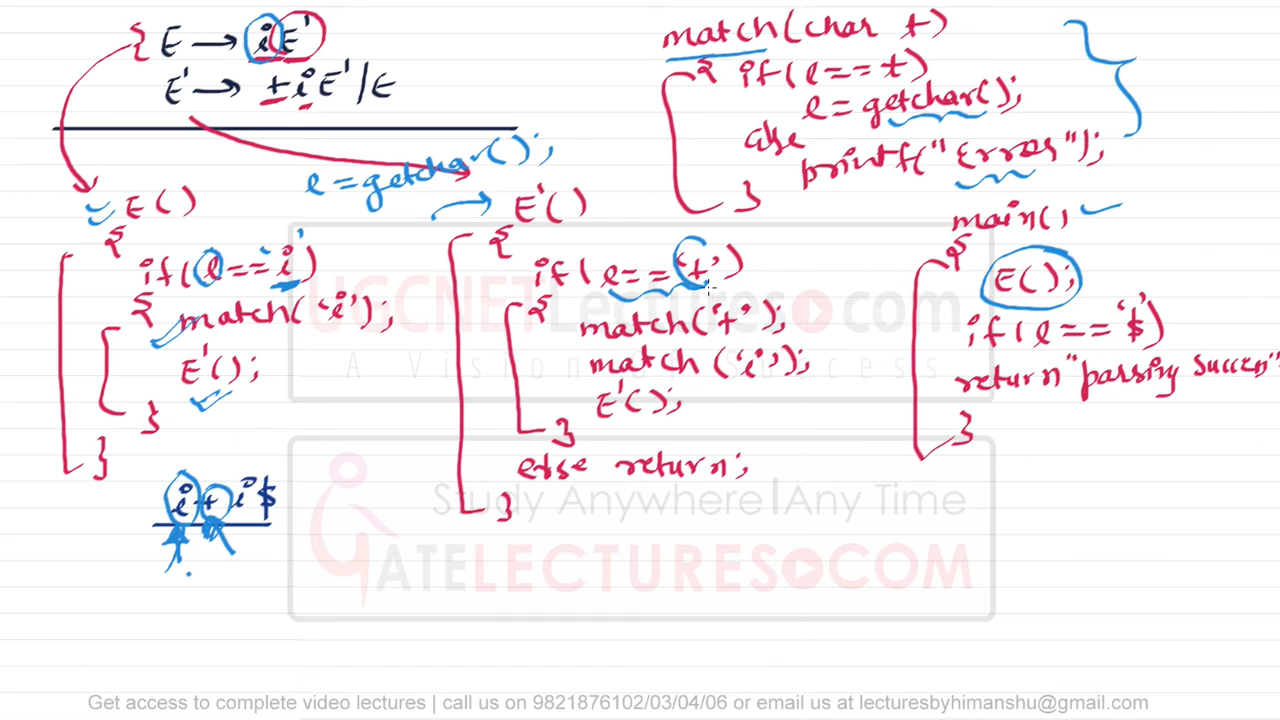 { E → iE'
E' → +iE'/ε
l = getchar();
E()
{
if(l=='i')
{ match('i');
E'();
}
}
i+i$
E'()
{
if(l=='+')
{ match('+');
match('i');
E'();
}
else return;
}
match(char t)
{ if(l==t)
l = getchar();
else
printf("Error");
}
main()
{
E();
if(l=='$')
return "parsing success"
}
UGCNETLectures.com
A Vision
Success
Study Anywhere|Any Time
GATELECTURES.COM
Get access to complete video lectures | call us on 9821876102/03/04/06 or email us at lecturesbyhimanshu@gmail.com